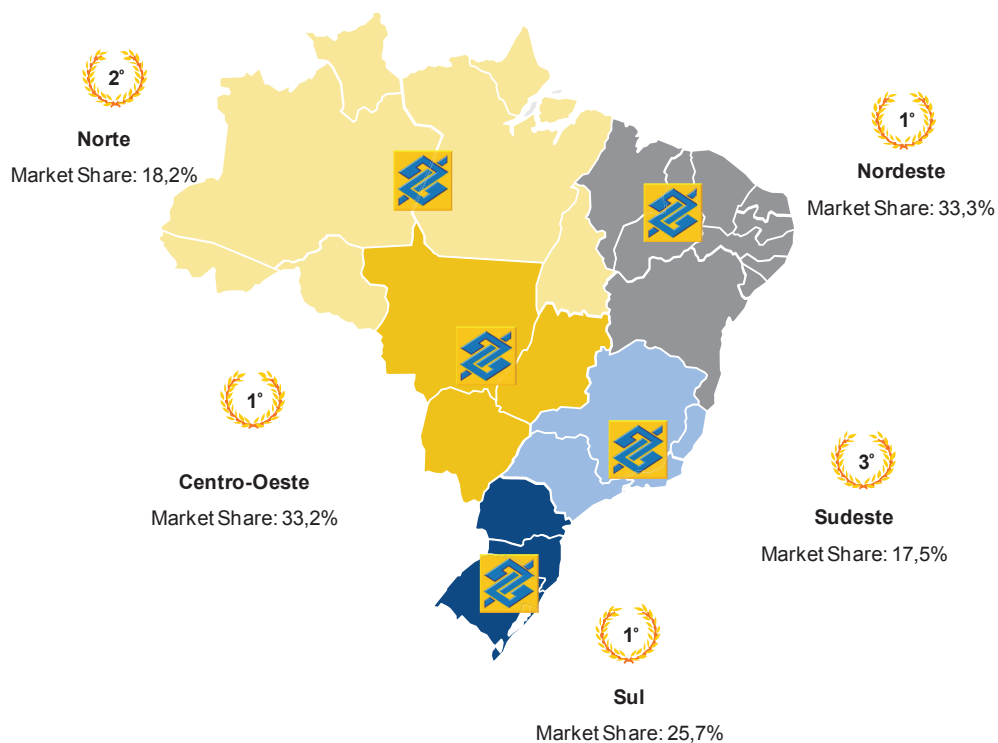 2°
Norte
Market Share: 18,2%
1°
Nordeste
Market Share: 33,3%
1°
Centro-Oeste
Market Share: 33,2%
3°
Sudeste
Market Share: 17,5%
1°
Sul
Market Share: 25,7%